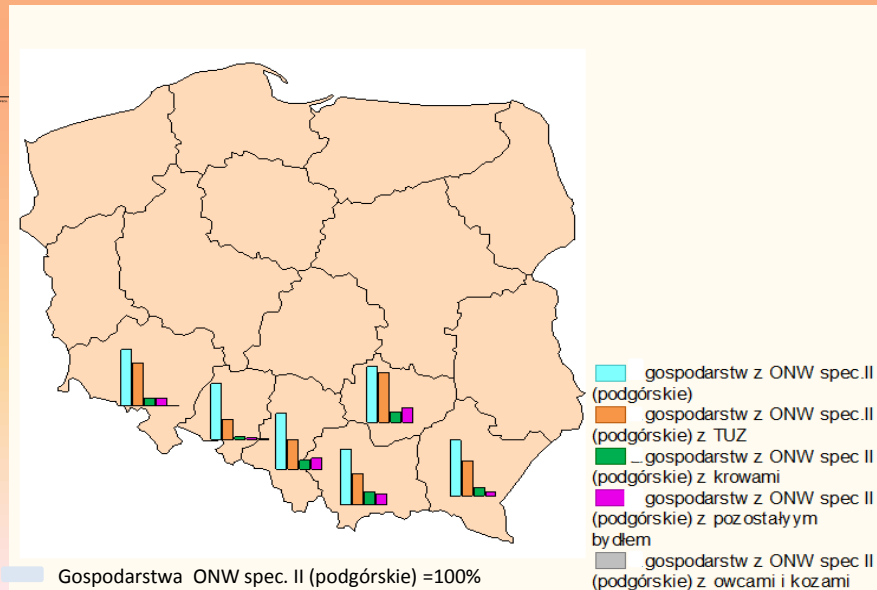 gospodarstw z ONW spec.II
(podgórskie)
gospodarstw z ONW spec.II
(podgórskie) z TUZ
gospodarstw z ONW spec II
(podgórskie) z krowami
gospodarstw z ONW spec II
(podgórskie) z pozostałyym
bydłem
gospodarstw z ONW spec II
(podgórskie) z owcami i kozami
Gospodarstwa ONW spec. II (podgórskie) =100%